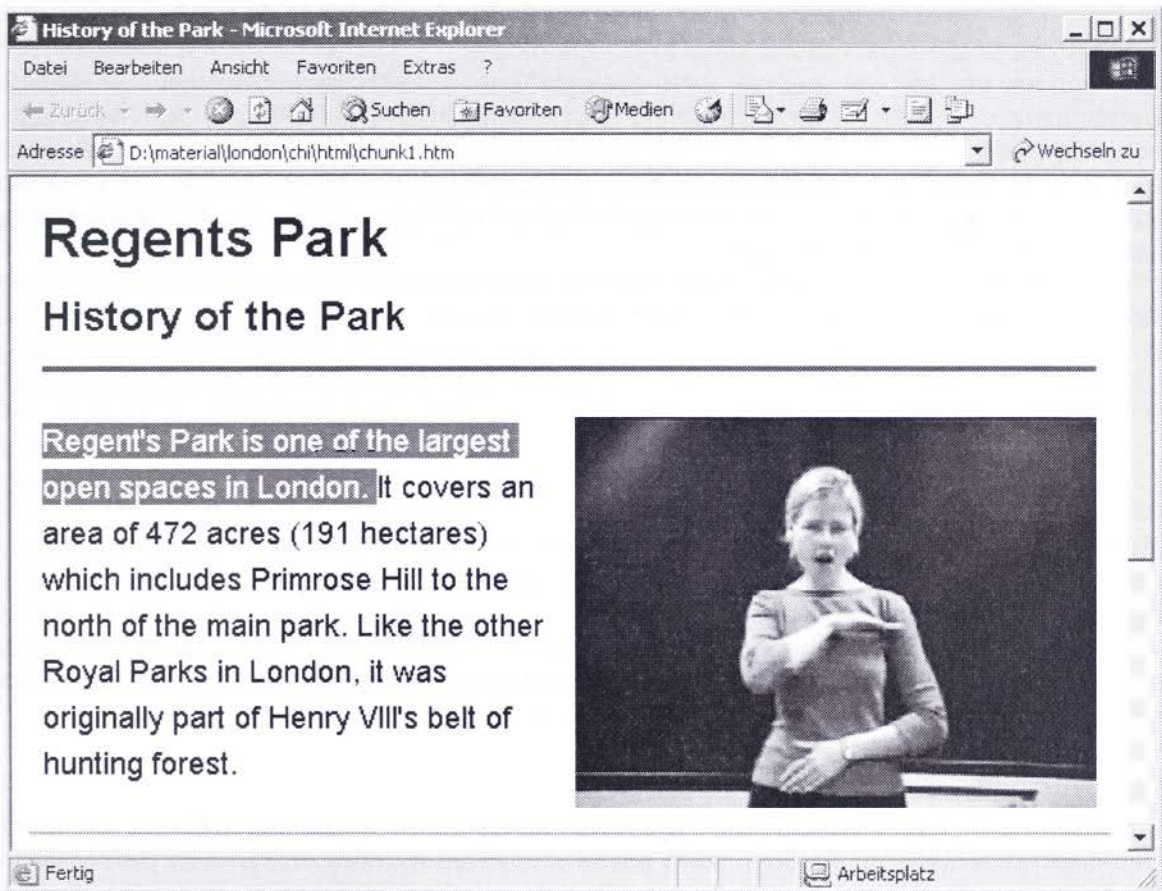 History of the Park - Microsoft Internet Explorer
Datei Bearbeiten Ansicht Favoriten Extras ?
Zurück Suchen Favoriten Medien
Adresse D:\material\london\chi\html\chunk1.htm Wechseln zu
Regents Park
History of the Park
Regent's Park is one of the largest
open spaces in London. It covers an
area of 472 acres (191 hectares)
which includes Primrose Hill to the
north of the main park. Like the other
Royal Parks in London, it was
originally part of Henry VIII's belt of
hunting forest.
Fertig Arbeitsplatz